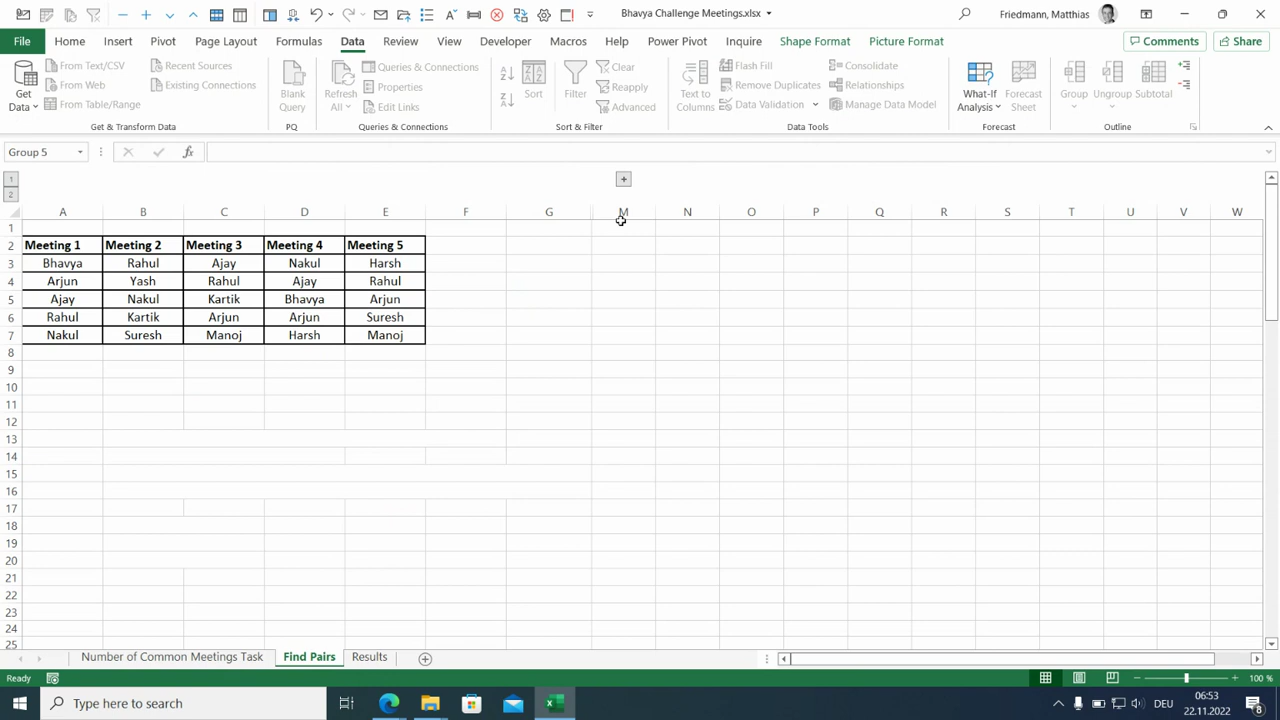 Bhavya Challenge Meetings.xlsx
Friedmann, Matthias
File Home Insert Pivot Page Layout Formulas Data Review View Developer Macros Help Power Pivot Inquire Shape Format Picture Format Comments Share
Get Data
From Text/CSV
From Web
From Table/Range
Recent Sources
Existing Connections
Get & Transform Data
Blank Query
PQ
Refresh All
Queries & Connections
Properties
Edit Links
Queries & Connections
Sort
Filter
Clear
Reapply
Advanced
Sort & Filter
Text to Columns
Flash Fill
Remove Duplicates
Data Validation
Consolidate
Relationships
Manage Data Model
Data Tools
What-If Analysis
Forecast Sheet
Forecast
Group
Ungroup
Subtotal
Outline
Group 5
fx
1
2
A B C D E F G M N O P Q R S T U V W
1
2 Meeting 1 Meeting 2 Meeting 3 Meeting 4 Meeting 5
3 Bhavya Rahul Ajay Nakul Harsh
4 Arjun Yash Rahul Ajay Rahul
5 Ajay Nakul Kartik Bhavya Arjun
6 Rahul Kartik Arjun Arjun Suresh
7 Nakul Suresh Manoj Harsh Manoj
8
9
10
11
12
13
14
15
16
17
18
19
20
21
22
23
24
25
Number of Common Meetings Task Find Pairs Results
Ready
100 %
Type here to search
DEU
06:53
22.11.2022
8